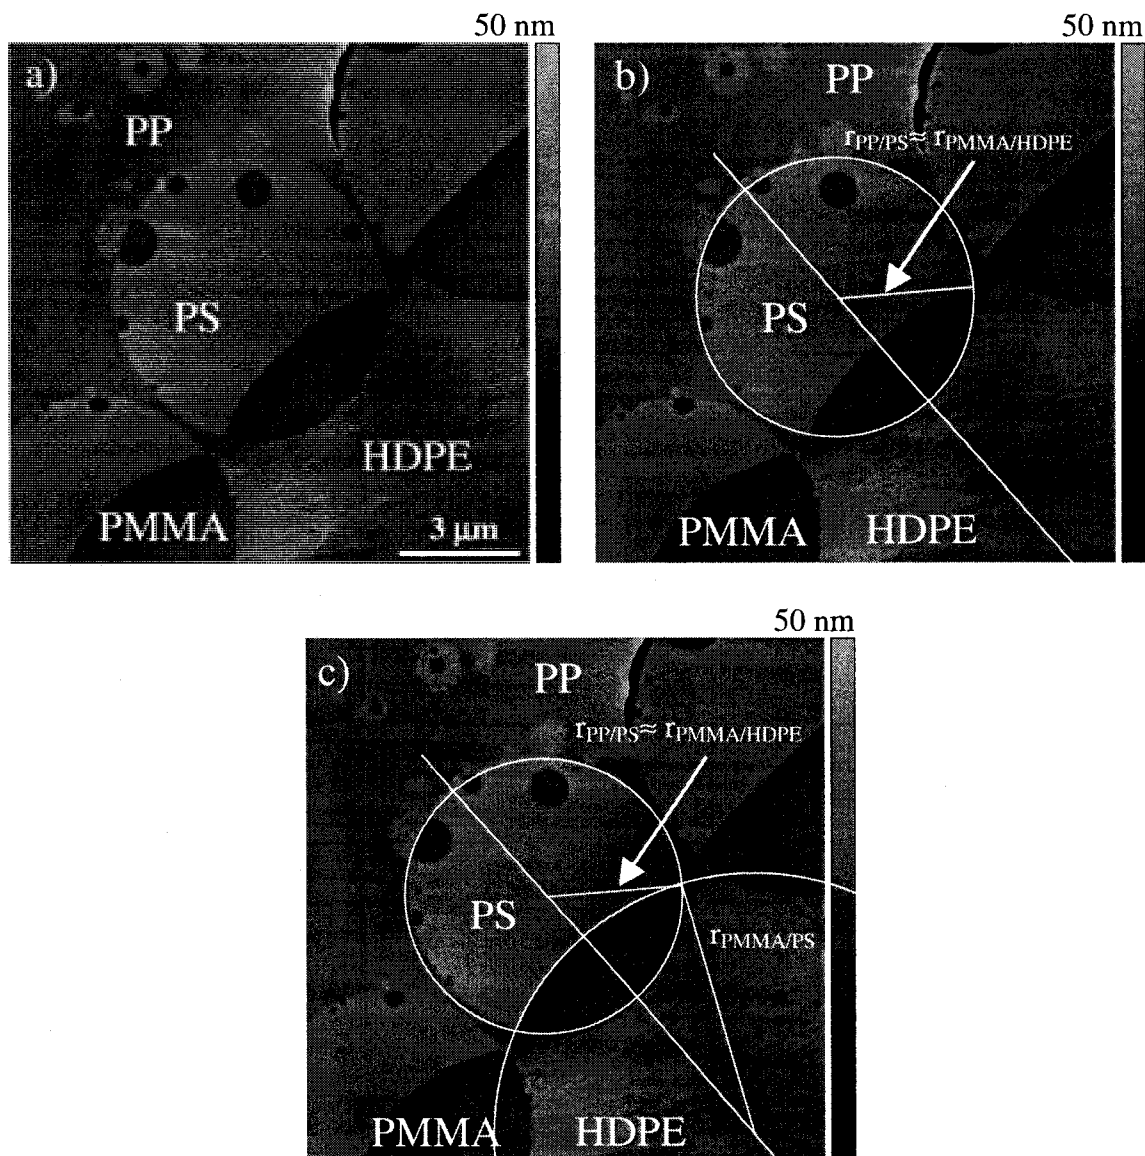 50 nm
a)
PP
PS
HDPE
PMMA
3 μm
50 nm
b)
PP
rPP/PS≈ rPMMA/HDPE
PS
PMMA
HDPE
50 nm
c)
PP
rPP/PS≈ rPMMA/HDPE
PS
rPMMA/PS
PMMA
HDPE